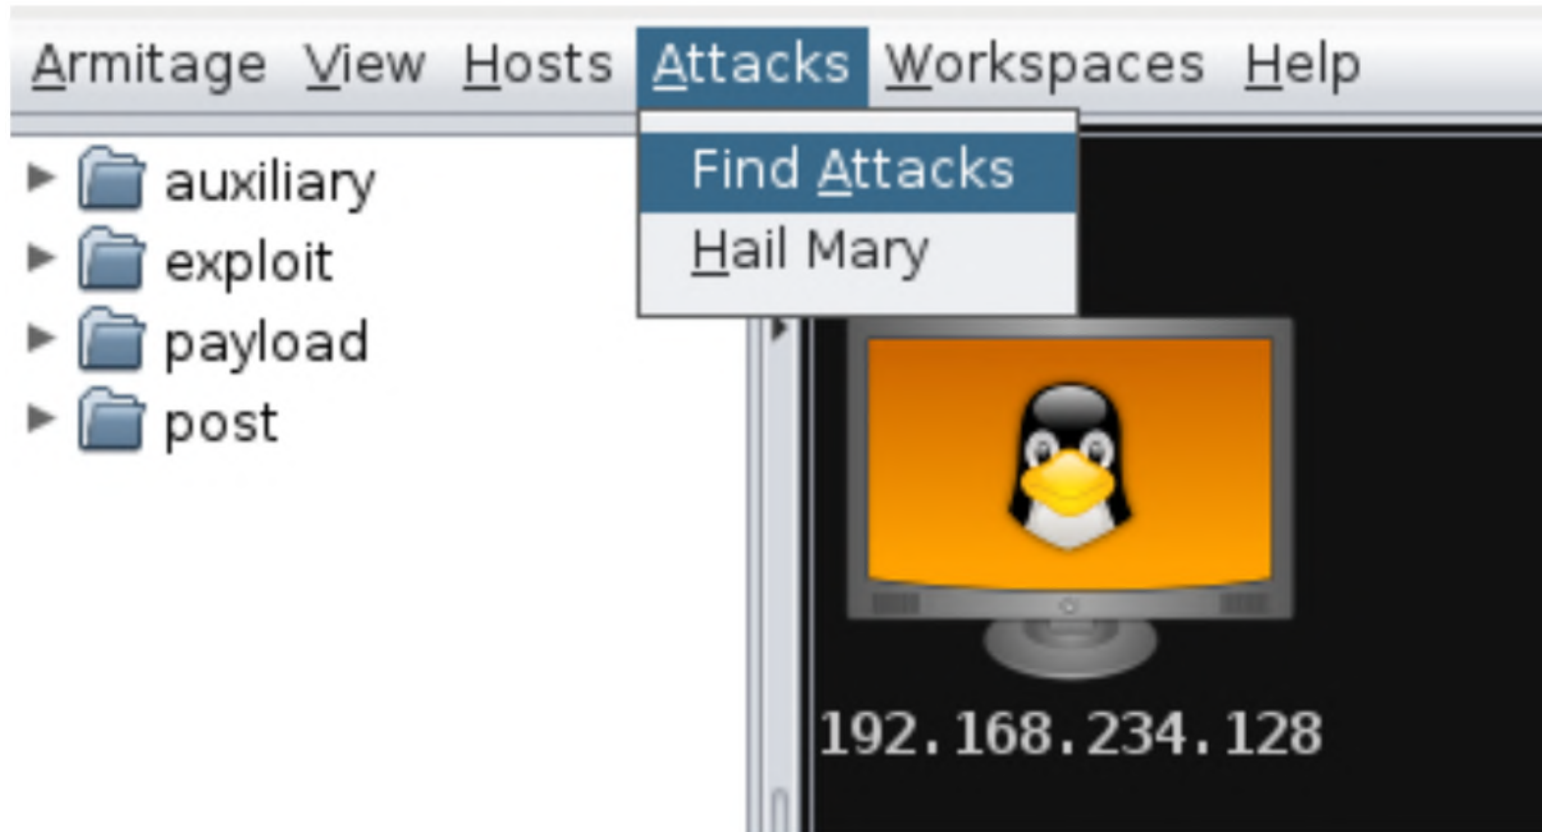 Armitage View Hosts Attacks Workspaces Help
Find Attacks
Hail Mary
auxiliary
exploit
payload
post
192.168.234.128